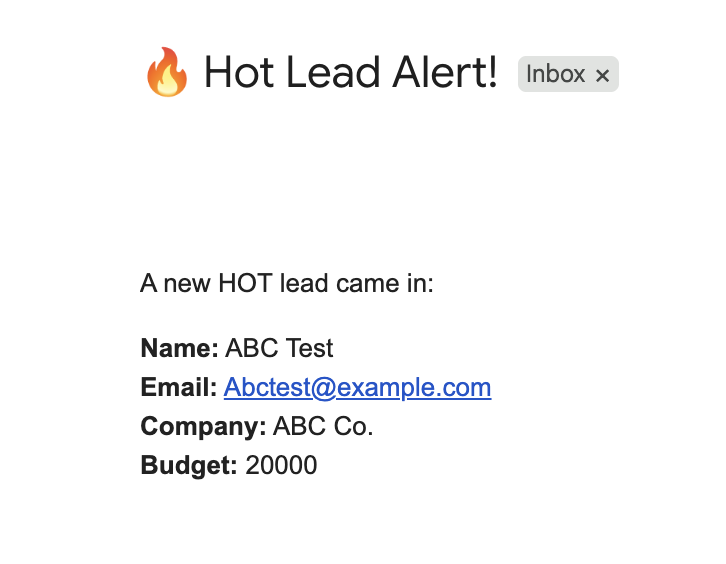 🔥 Hot Lead Alert! Inbox ×
A new HOT lead came in:
Name: ABC Test
Email: Abctest@example.com
Company: ABC Co.
Budget: 20000